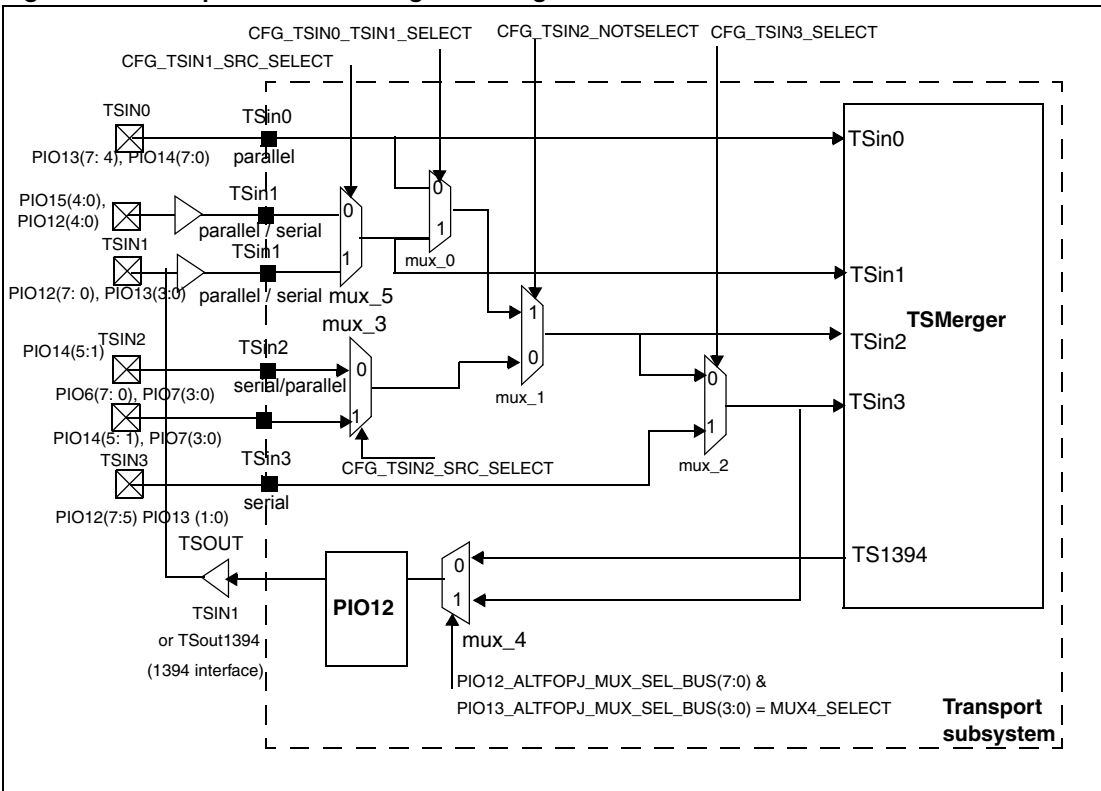 CFG_TSIN0_TSIN1_SELECT
CFG_TSIN2_NOTSELECT
CFG_TSIN3_SELECT
CFG_TSIN1_SRC_SELECT
TSIN0
TSin0
TSin0
PIO13(7: 4), PIO14(7:0)
parallel
PIO15(4:0),
PIO12(4:0)
TSin1
parallel / serial
0
1
0
1
mux_0
TSIN1
TSin1
PIO12(7: 0), PIO13(3:0)
parallel / serial
mux_5
TSin1
mux_3
TSMerger
1
0
mux_1
TSin2
TSIN2
PIO14(5:1)
TSin2
serial/parallel
0
1
PIO6(7: 0), PIO7(3:0)
PIO14(5: 1), PIO7(3:0)
0
1
mux_2
TSin3
TSIN3
TSin3
CFG_TSIN2_SRC_SELECT
serial
PIO12(7:5) PIO13 (1:0)
TSOUT
TS1394
0
1
mux_4
PIO12
TSIN1
or TSout1394
(1394 interface)
PIO12_ALTFOPJ_MUX_SEL_BUS(7:0) &
PIO13_ALTFOPJ_MUX_SEL_BUS(3:0) = MUX4_SELECT
Transport
subsystem